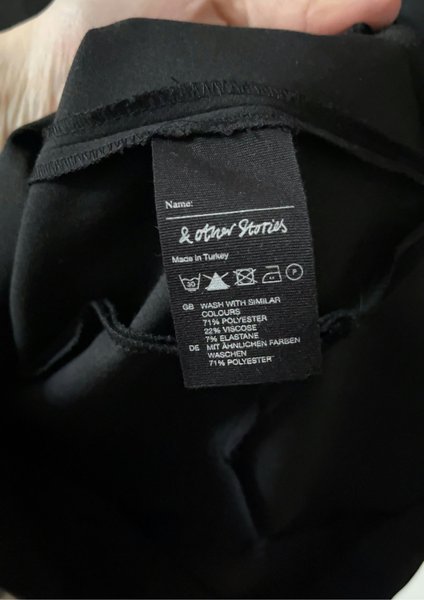 Name:
& other Stories
Made in Turkey
30 P
GB WASH WITH SIMILAR
COLOURS
71% POLYESTER
22% VISCOSE
7% ELASTANE
DE MIT ÄHNLICHEN FARBEN
WASCHEN
71% POLYESTER